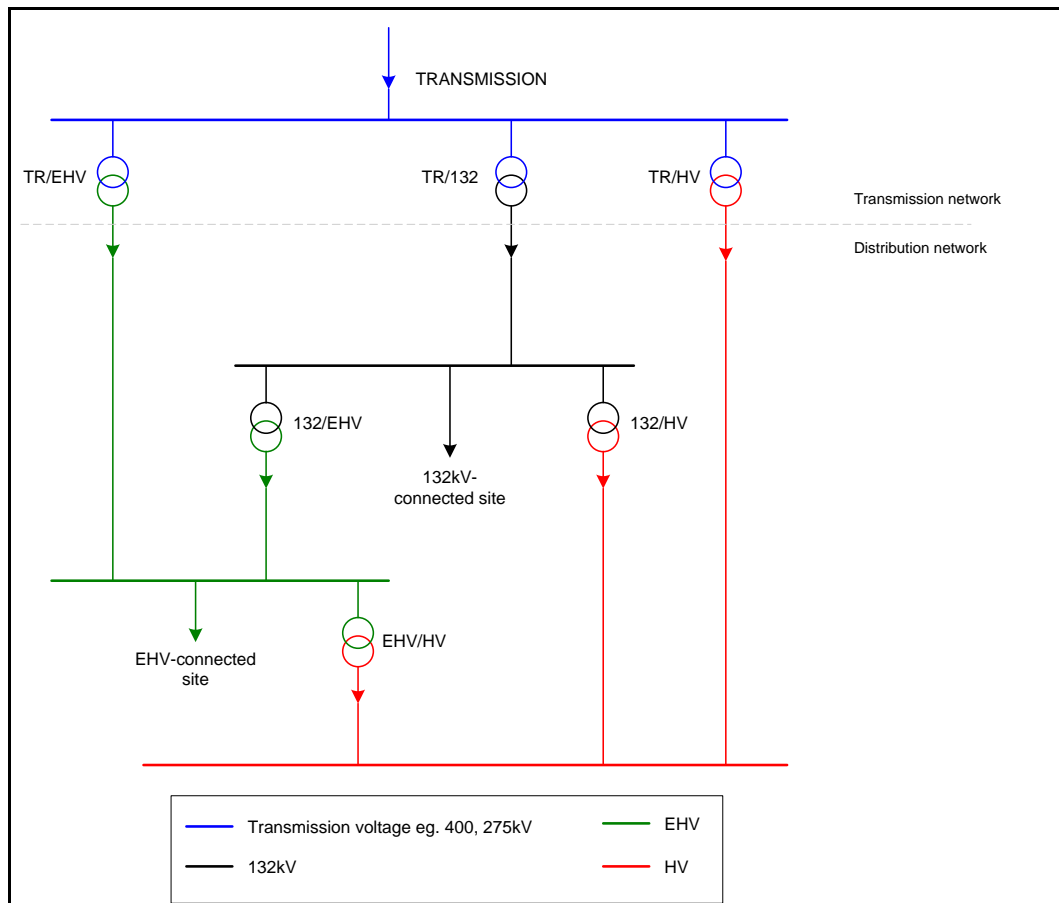 TRANSMISSION
TR/EHV
TR/132
TR/HV
Transmission network
Distribution network
132/EHV
132/HV
132kV-
connected site
EHV/HV
EHV-connected
site
Transmission voltage eg. 400, 275kV
EHV
132kV
HV